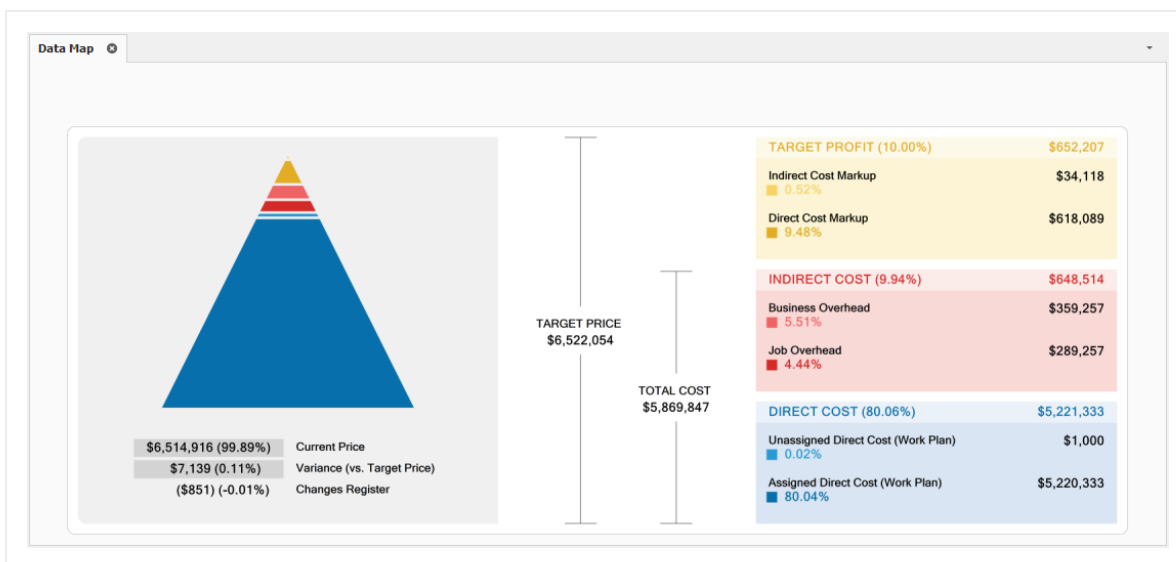 Data Map
$6,514,916 (99.89%) Current Price
$7,139 (0.11%) Variance (vs. Target Price)
($851) (-0.01%) Changes Register
TARGET PRICE
$6,522,054
TOTAL COST
$5,869,847
TARGET PROFIT (10.00%) $652,207
Indirect Cost Markup $34,118
0.52%
Direct Cost Markup $618,089
9.48%
INDIRECT COST (9.94%) $648,514
Business Overhead $359,257
5.51%
Job Overhead $289,257
4.44%
DIRECT COST (80.06%) $5,221,333
Unassigned Direct Cost (Work Plan) $1,000
0.02%
Assigned Direct Cost (Work Plan) $5,220,333
80.04%